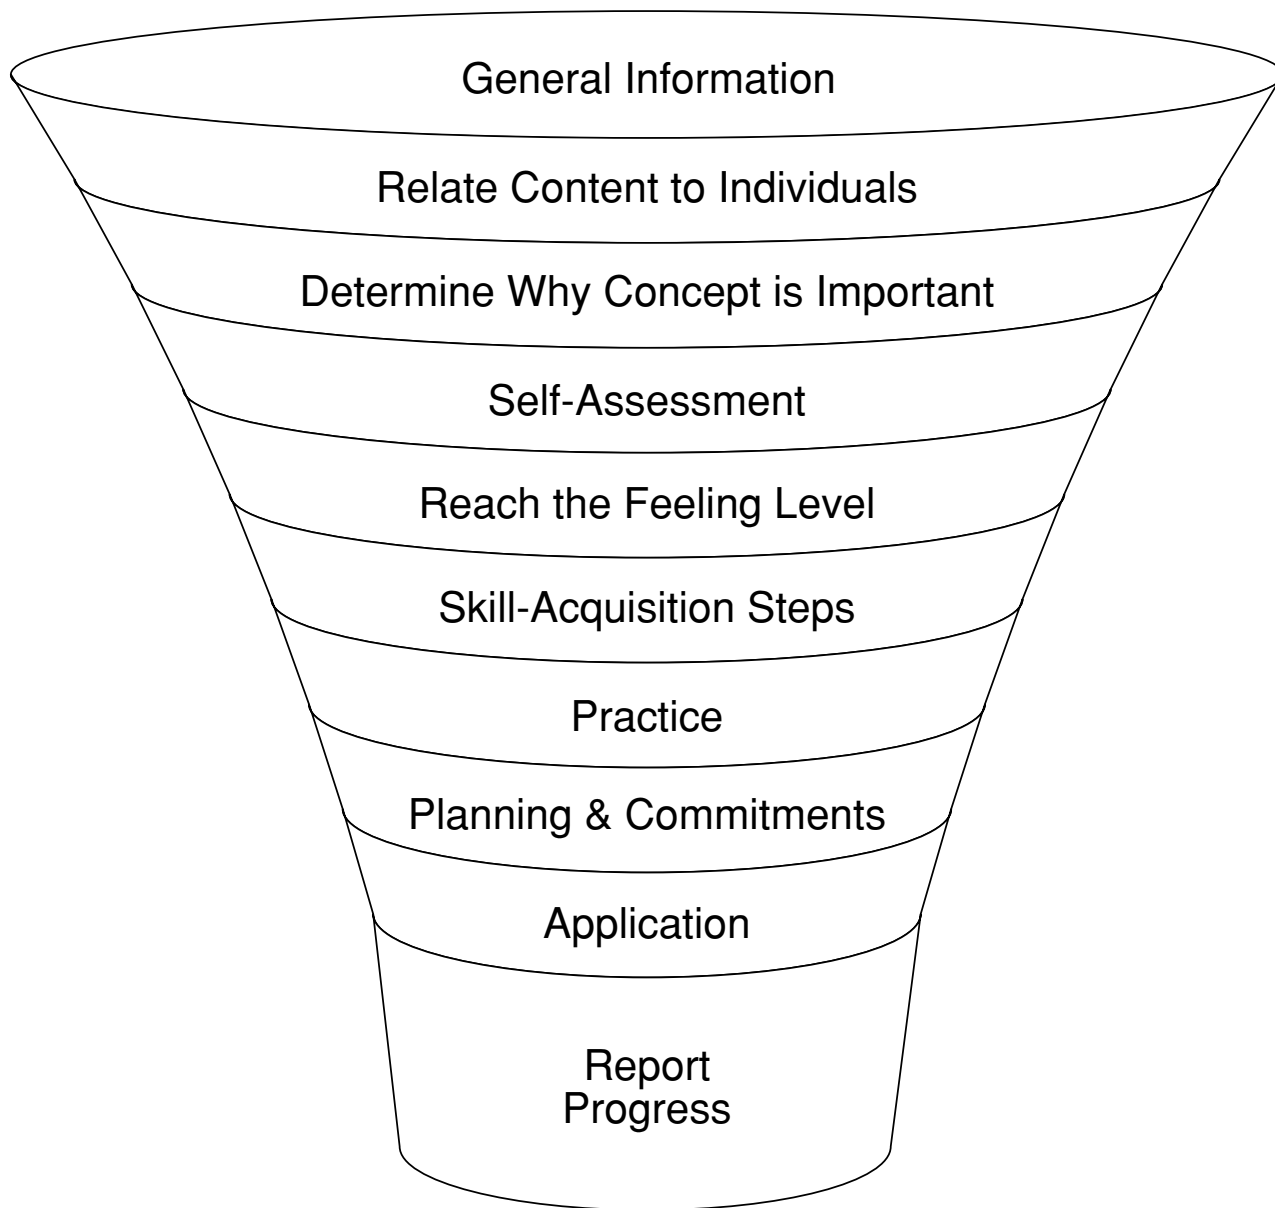 General Information
Relate Content to Individuals
Determine Why Concept is Important
Self-Assessment
Reach the Feeling Level
Skill-Acquisition Steps
Practice
Planning & Commitments
Application
Report
Progress